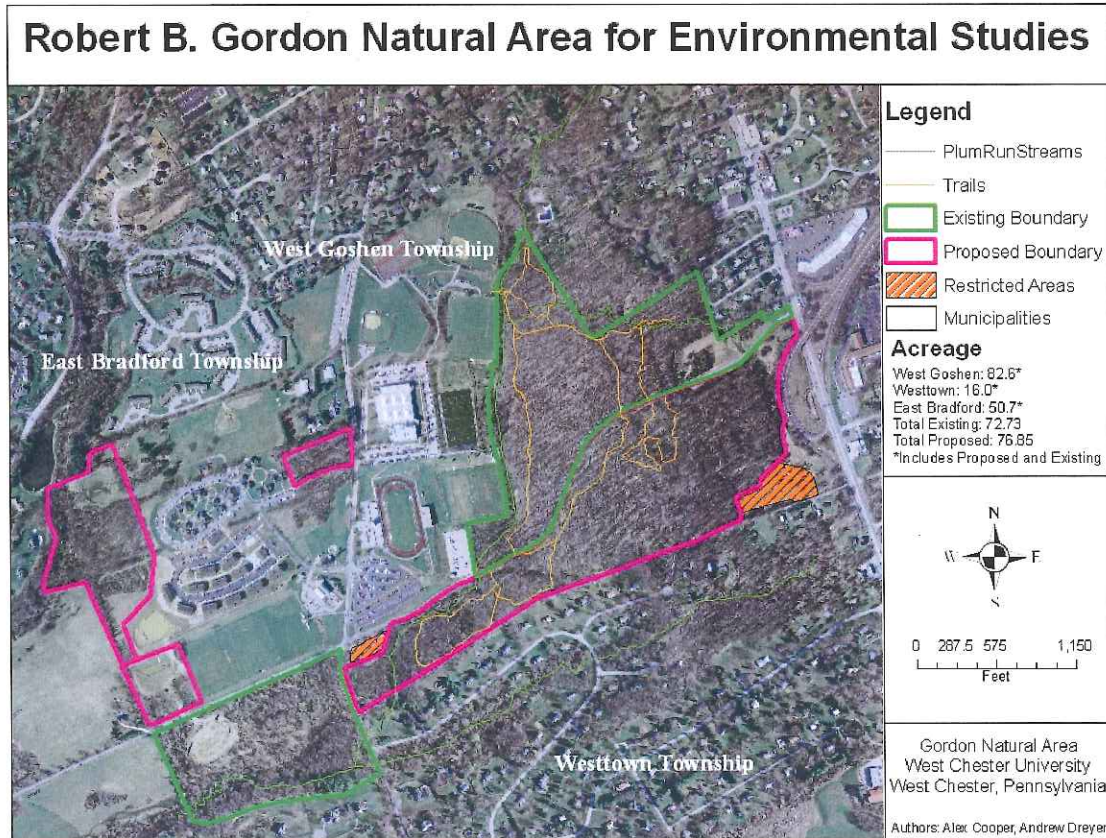 Robert B. Gordon Natural Area for Environmental Studies
West Goshen Township
East Bradford Township
Westtown Township
Legend
PlumRunStreams
Trails
Existing Boundary
Proposed Boundary
Restricted Areas
Municipalities
Acreage
West Goshen: 82.6*
Westtown: 16.0*
East Bradford: 50.7*
Total Existing: 72.73
Total Proposed: 76.85
*Includes Proposed and Existing
N
W E
S
0 287.5 575 1,150
Feet
Gordon Natural Area
West Chester University
West Chester, Pennsylvania
Authors: Alex Cooper, Andrew Dreyer